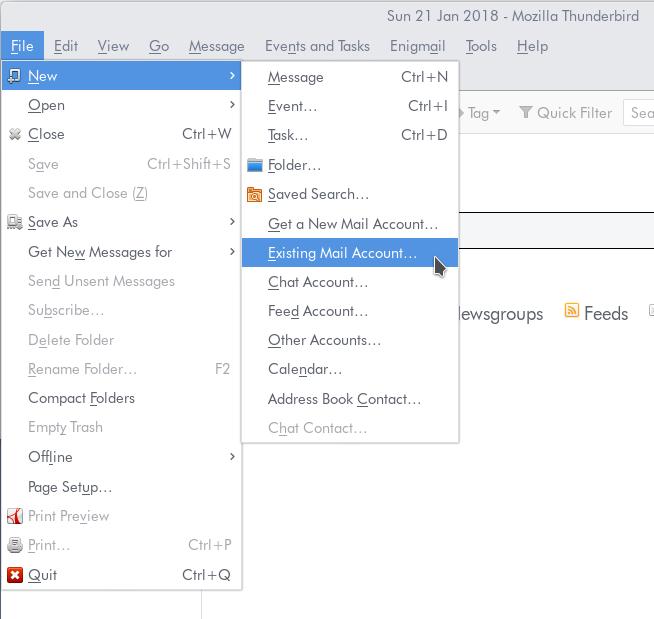 Sun 21 Jan 2018 - Mozilla Thunderbird
File Edit View Go Message Events and Tasks Enigmail Tools Help
New
Open
Close Ctrl+W
Save Ctrl+Shift+S
Save and Close (Z)
Save As
Get New Messages for
Send Unsent Messages
Subscribe...
Delete Folder
Rename Folder... F2
Compact Folders
Empty Trash
Offline
Page Setup...
Print Preview
Print... Ctrl+P
Quit Ctrl+Q
Message Ctrl+N
Event... Ctrl+I
Task... Ctrl+D
Folder...
Saved Search...
Get a New Mail Account...
Existing Mail Account...
Chat Account...
Feed Account...
Other Accounts...
Calendar...
Address Book Contact...
Chat Contact...
Tag Quick Filter Sea
ewsgroups Feeds